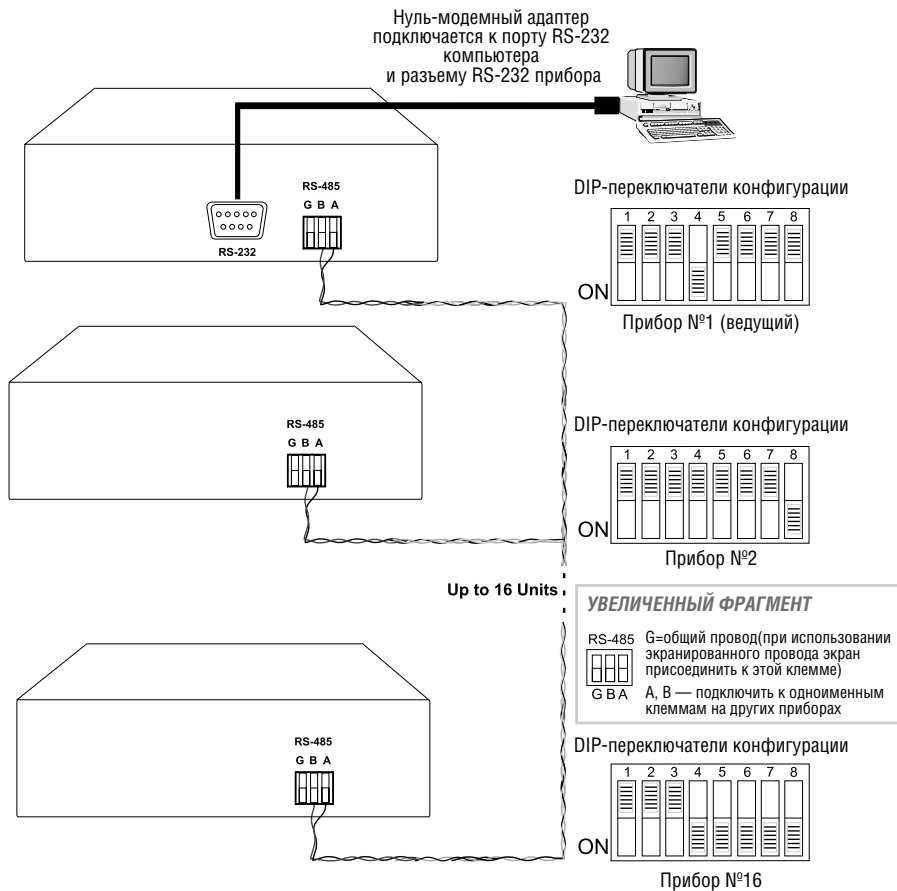 Нуль-модемный адаптер
подключается к порту RS-232
компьютера
и разъему RS-232 прибора
RS-485
G B A
RS-232
DIP-переключатели конфигурации
1 2 3 4 5 6 7 8
ON
Прибор №1 (ведущий)
RS-485
G B A
DIP-переключатели конфигурации
1 2 3 4 5 6 7 8
ON
Прибор №2
Up to 16 Units
УВЕЛИЧЕННЫЙ ФРАГМЕНТ
RS-485
G B A
G=общий провод(при использовании
экранированного провода экран
присоединить к этой клемме)
A, B — подключить к одноименным
клеммам на других приборах
RS-485
G B A
DIP-переключатели конфигурации
1 2 3 4 5 6 7 8
ON
Прибор №16